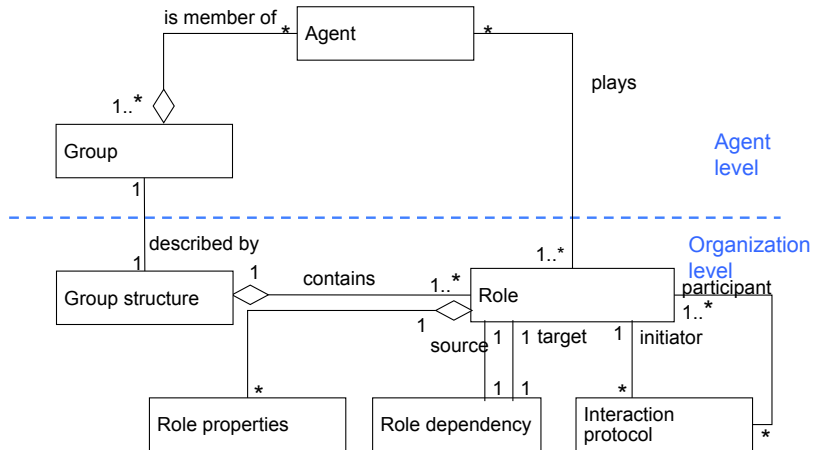 is member of
*
Agent
*
1..*
plays
Group
Agent
level
1
described by
1
Organization
level
1..*
1
contains
1..*
Group structure
Role
participant
1..*
1
source
1
1
target
1
initiator
*
1
1
*
Role properties
Role dependency
Interaction
protocol
*